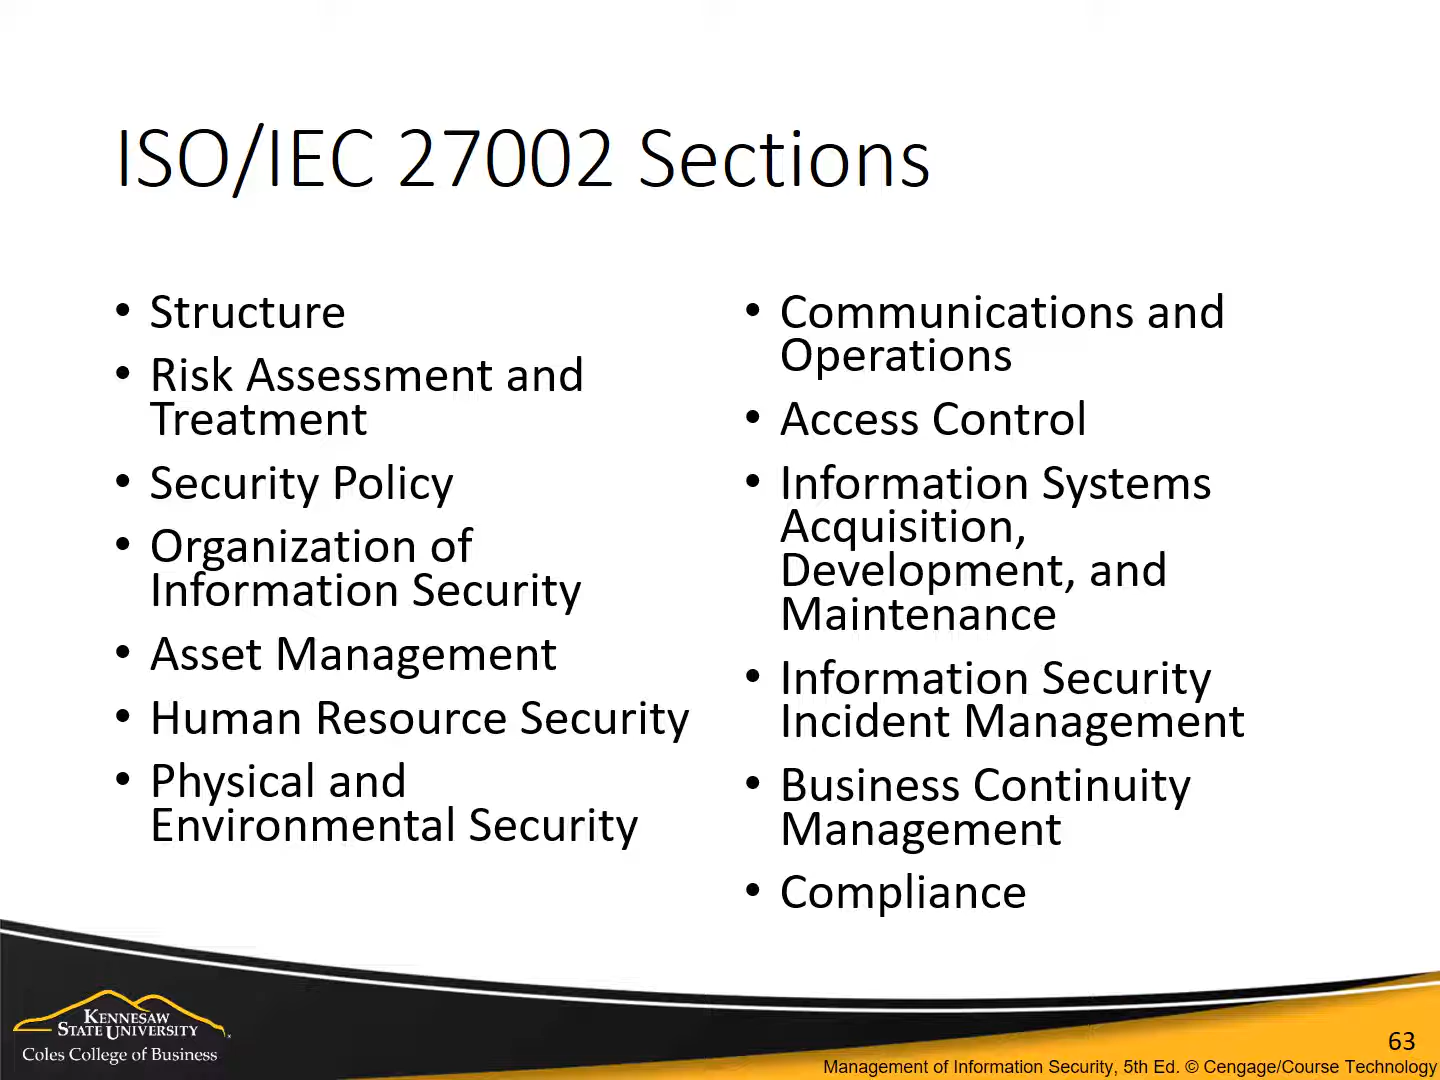 ISO/IEC 27002 Sections
• Structure
• Risk Assessment and
Treatment
• Security Policy
• Organization of
Information Security
• Asset Management
• Human Resource Security
• Physical and
Environmental Security
• Communications and
Operations
• Access Control
• Information Systems
Acquisition,
Development, and
Maintenance
• Information Security
Incident Management
• Business Continuity
Management
• Compliance
KENNESAW
STATE UNIVERSITY
Coles College of Business
63
Management of Information Security, 5th Ed. © Cengage/Course Technology